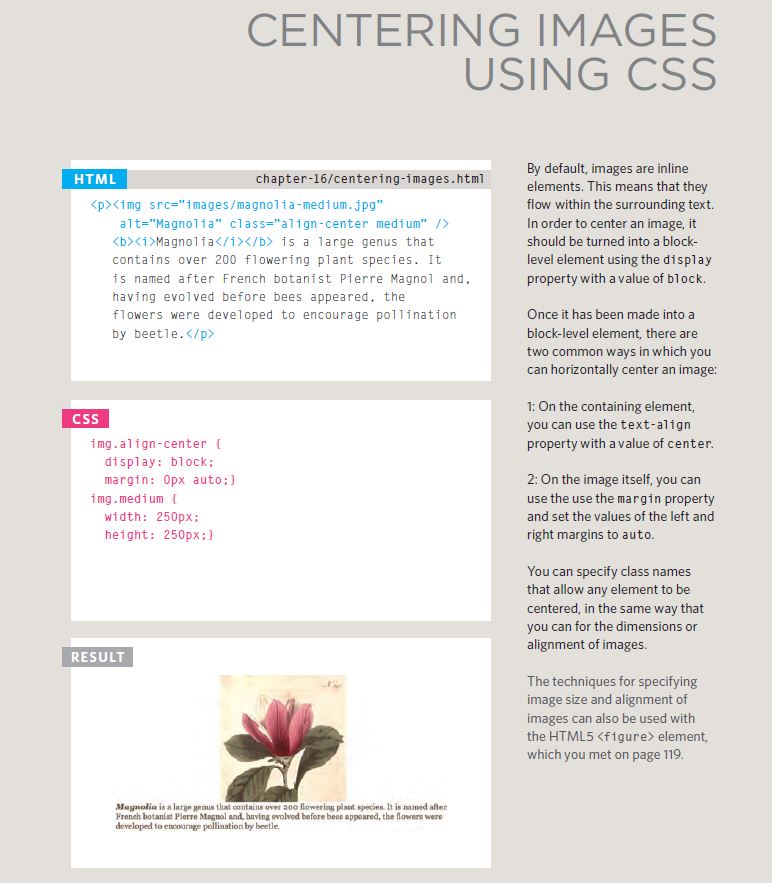 CENTERING IMAGES
USING CSS
HTML
chapter-16/centering-images.html
<p><img src="images/magnolia-medium.jpg"
alt="Magnolia" class="align-center medium" />
<b><i>Magnolia</i></b> is a large genus that
contains over 200 flowering plant species. It
is named after French botanist Pierre Magnol and,
having evolved before bees appeared, the
flowers were developed to encourage pollination
by beetle.</p>
CSS
img.align-center {
display: block;
margin: 0px auto;}
img.medium {
width: 250px;
height: 250px;}
RESULT
Magnolia is a large genus that contains over 200 flowering plant species. It is named after
French botanist Pierre Magnol and, having evolved before bees appeared, the flowers were
developed to encourage pollination by beetle.
By default, images are inline
elements. This means that they
flow within the surrounding text.
In order to center an image, it
should be turned into a block-
level element using the display
property with a value of block.
Once it has been made into a
block-level element, there are
two common ways in which you
can horizontally center an image:
1: On the containing element,
you can use the text-align
property with a value of center.
2: On the image itself, you can
use the use the margin property
and set the values of the left and
right margins to auto.
You can specify class names
that allow any element to be
centered, in the same way that
you can for the dimensions or
alignment of images.
The techniques for specifying
image size and alignment of
images can also be used with
the HTML5 <figure> element,
which you met on page 119.